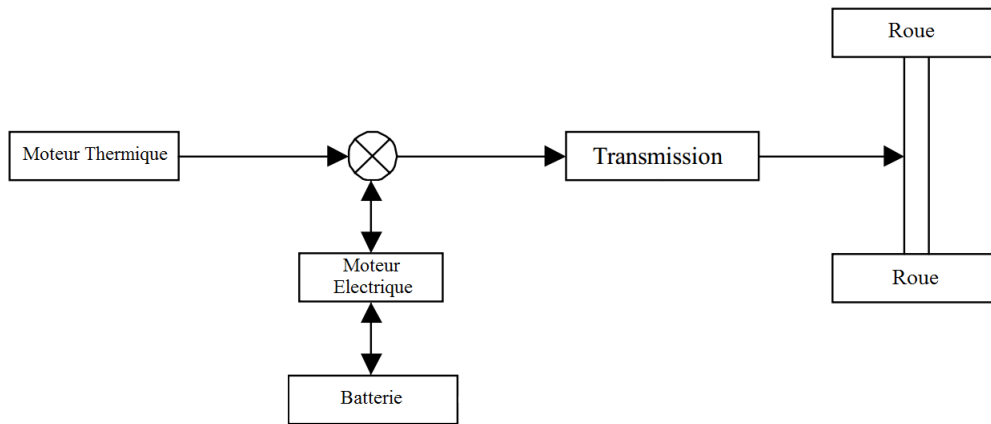 Roue
Moteur Thermique
Transmission
Moteur
Electrique
Roue
Batterie